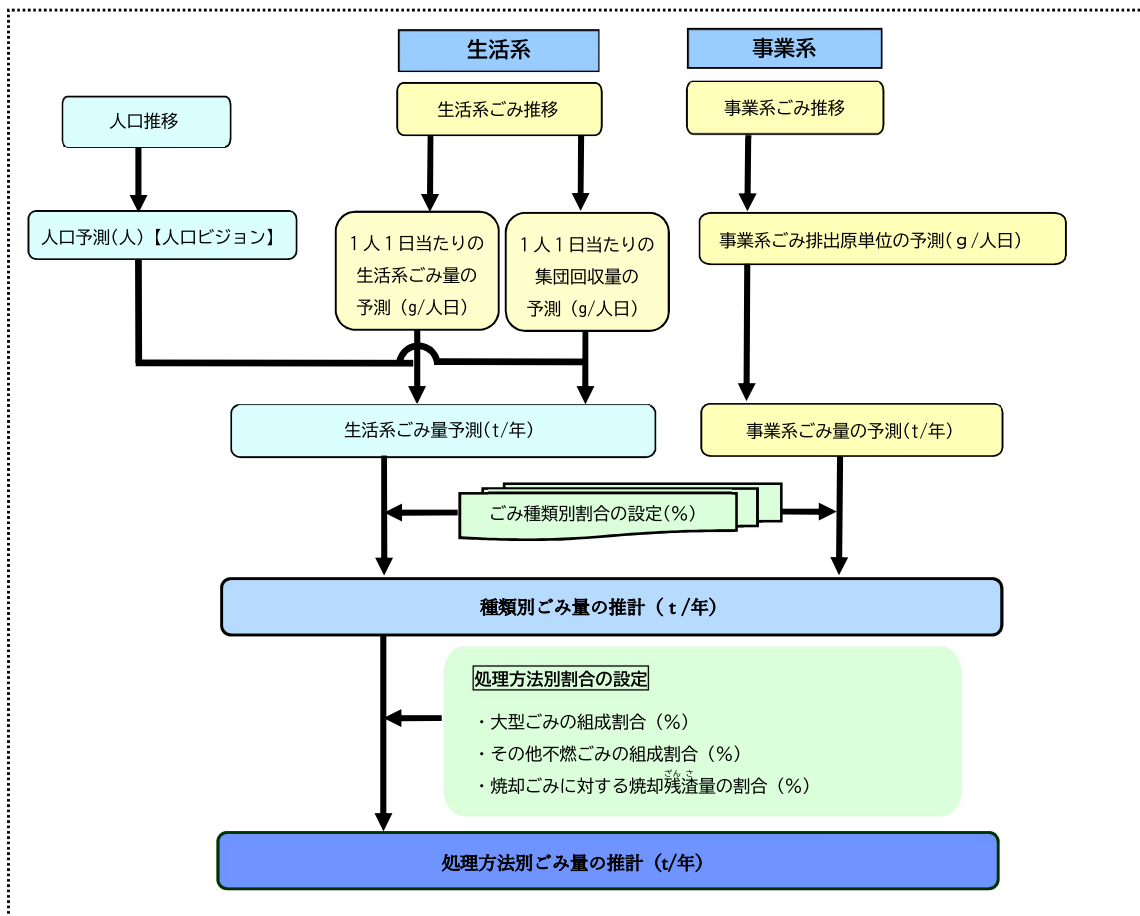 生活系
事業系
人口推移
生活系ごみ推移
事業系ごみ推移
人口予測(人)【人口ビジョン】
１人１日当たりの
生活系ごみ量の
予測（g/人日）
１人１日当たりの
集団回収量の
予測（g/人日）
事業系ごみ排出原単位の予測(ｇ/人日）
生活系ごみ量予測(t/年）
事業系ごみ量の予測(t/年）
ごみ種類別割合の設定(％）
種類別ごみ量の推計（ｔ/年）
処理方法別割合の設定
・大型ごみの組成割合（％）
・その他不燃ごみの組成割合（％）
ざん さ
・焼却ごみに対する焼却残渣量の割合（％）
処理方法別ごみ量の推計（t/年）